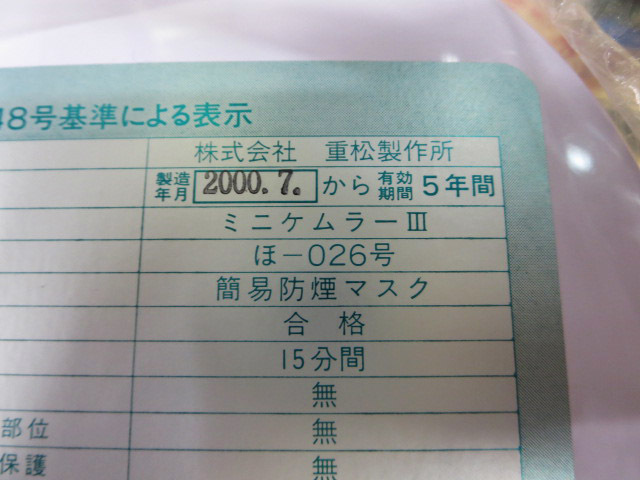 48号基準による表示
株式会社 重松製作所
製造年月 2000.7. から 有効期間 5年間
ミニケムラーⅢ
ほ-026号
簡易防煙マスク
合格
15分間
無
部位 無
保護 無